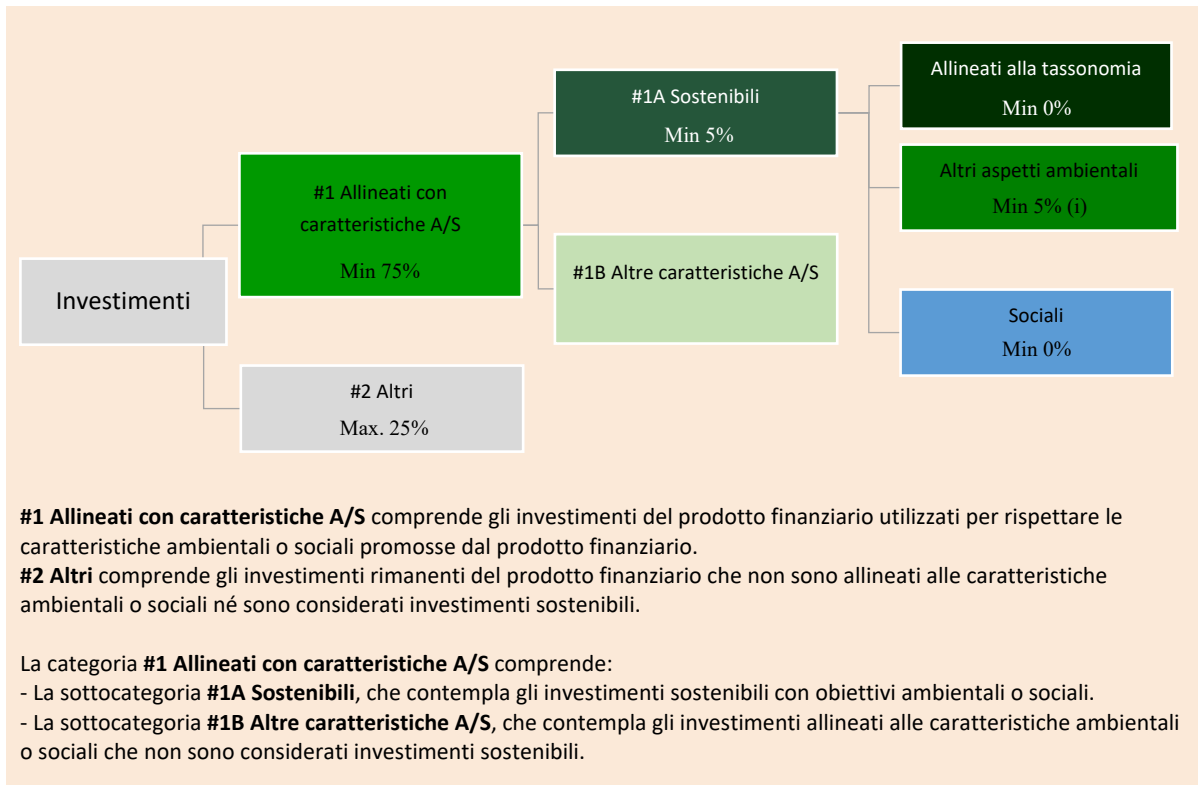 Investimenti
#1 Allineati con
caratteristiche A/S
Min 75%
#2 Altri
Max. 25%
#1A Sostenibili
Min 5%
#1B Altre caratteristiche A/S
Allineati alla tassonomia
Min 0%
Altri aspetti ambientali
Min 5% (i)
Sociali
Min 0%
#1 Allineati con caratteristiche A/S comprende gli investimenti del prodotto finanziario utilizzati per rispettare le
caratteristiche ambientali o sociali promosse dal prodotto finanziario.
#2 Altri comprende gli investimenti rimanenti del prodotto finanziario che non sono allineati alle caratteristiche
ambientali o sociali né sono considerati investimenti sostenibili.
La categoria #1 Allineati con caratteristiche A/S comprende:
- La sottocategoria #1A Sostenibili, che contempla gli investimenti sostenibili con obiettivi ambientali o sociali.
- La sottocategoria #1B Altre caratteristiche A/S, che contempla gli investimenti allineati alle caratteristiche ambientali
o sociali che non sono considerati investimenti sostenibili.